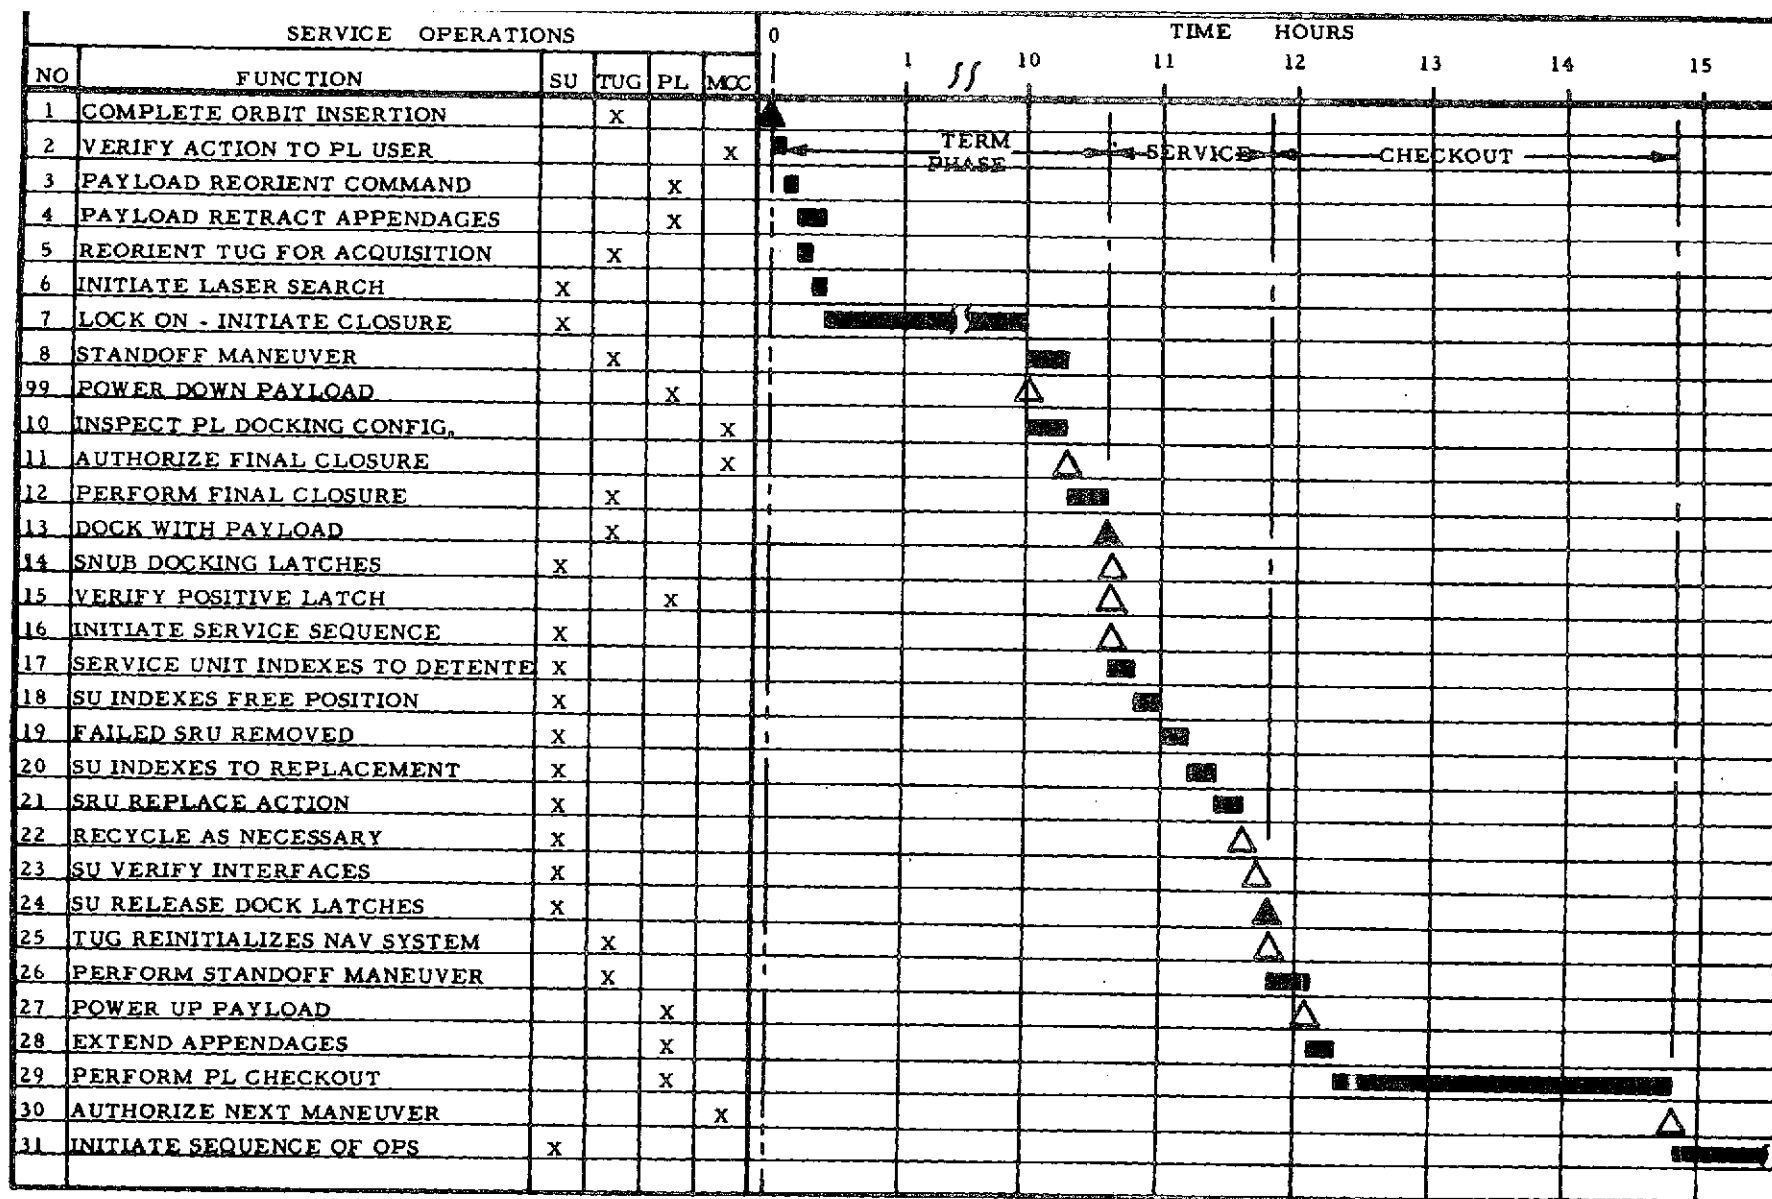 SERVICE OPERATIONS 0 TIME HOURS
NO FUNCTION SU TUG PL MCC 1 10 11 12 13 14 15
1 COMPLETE ORBIT INSERTION X
2 VERIFY ACTION TO PL USER X TERM PHASE SERVICE CHECKOUT
3 PAYLOAD REORIENT COMMAND X
4 PAYLOAD RETRACT APPENDAGES X
5 REORIENT TUG FOR ACQUISITION X
6 INITIATE LASER SEARCH X
7 LOCK ON - INITIATE CLOSURE X
8 STANDOFF MANEUVER X
99 POWER DOWN PAYLOAD X
10 INSPECT PL DOCKING CONFIG. X
11 AUTHORIZE FINAL CLOSURE X
12 PERFORM FINAL CLOSURE X
13 DOCK WITH PAYLOAD X
14 SNUB DOCKING LATCHES X
15 VERIFY POSITIVE LATCH X
16 INITIATE SERVICE SEQUENCE X
17 SERVICE UNIT INDEXES TO DETENTE X
18 SU INDEXES FREE POSITION X
19 FAILED SRU REMOVED X
20 SU INDEXES TO REPLACEMENT X
21 SRU REPLACE ACTION X
22 RECYCLE AS NECESSARY X
23 SU VERIFY INTERFACES X
24 SU RELEASE DOCK LATCHES X
25 TUG REINITIALIZES NAV SYSTEM X
26 PERFORM STANDOFF MANEUVER X
27 POWER UP PAYLOAD X
28 EXTEND APPENDAGES X
29 PERFORM PL CHECKOUT X
30 AUTHORIZE NEXT MANEUVER X
31 INITIATE SEQUENCE OF OPS X